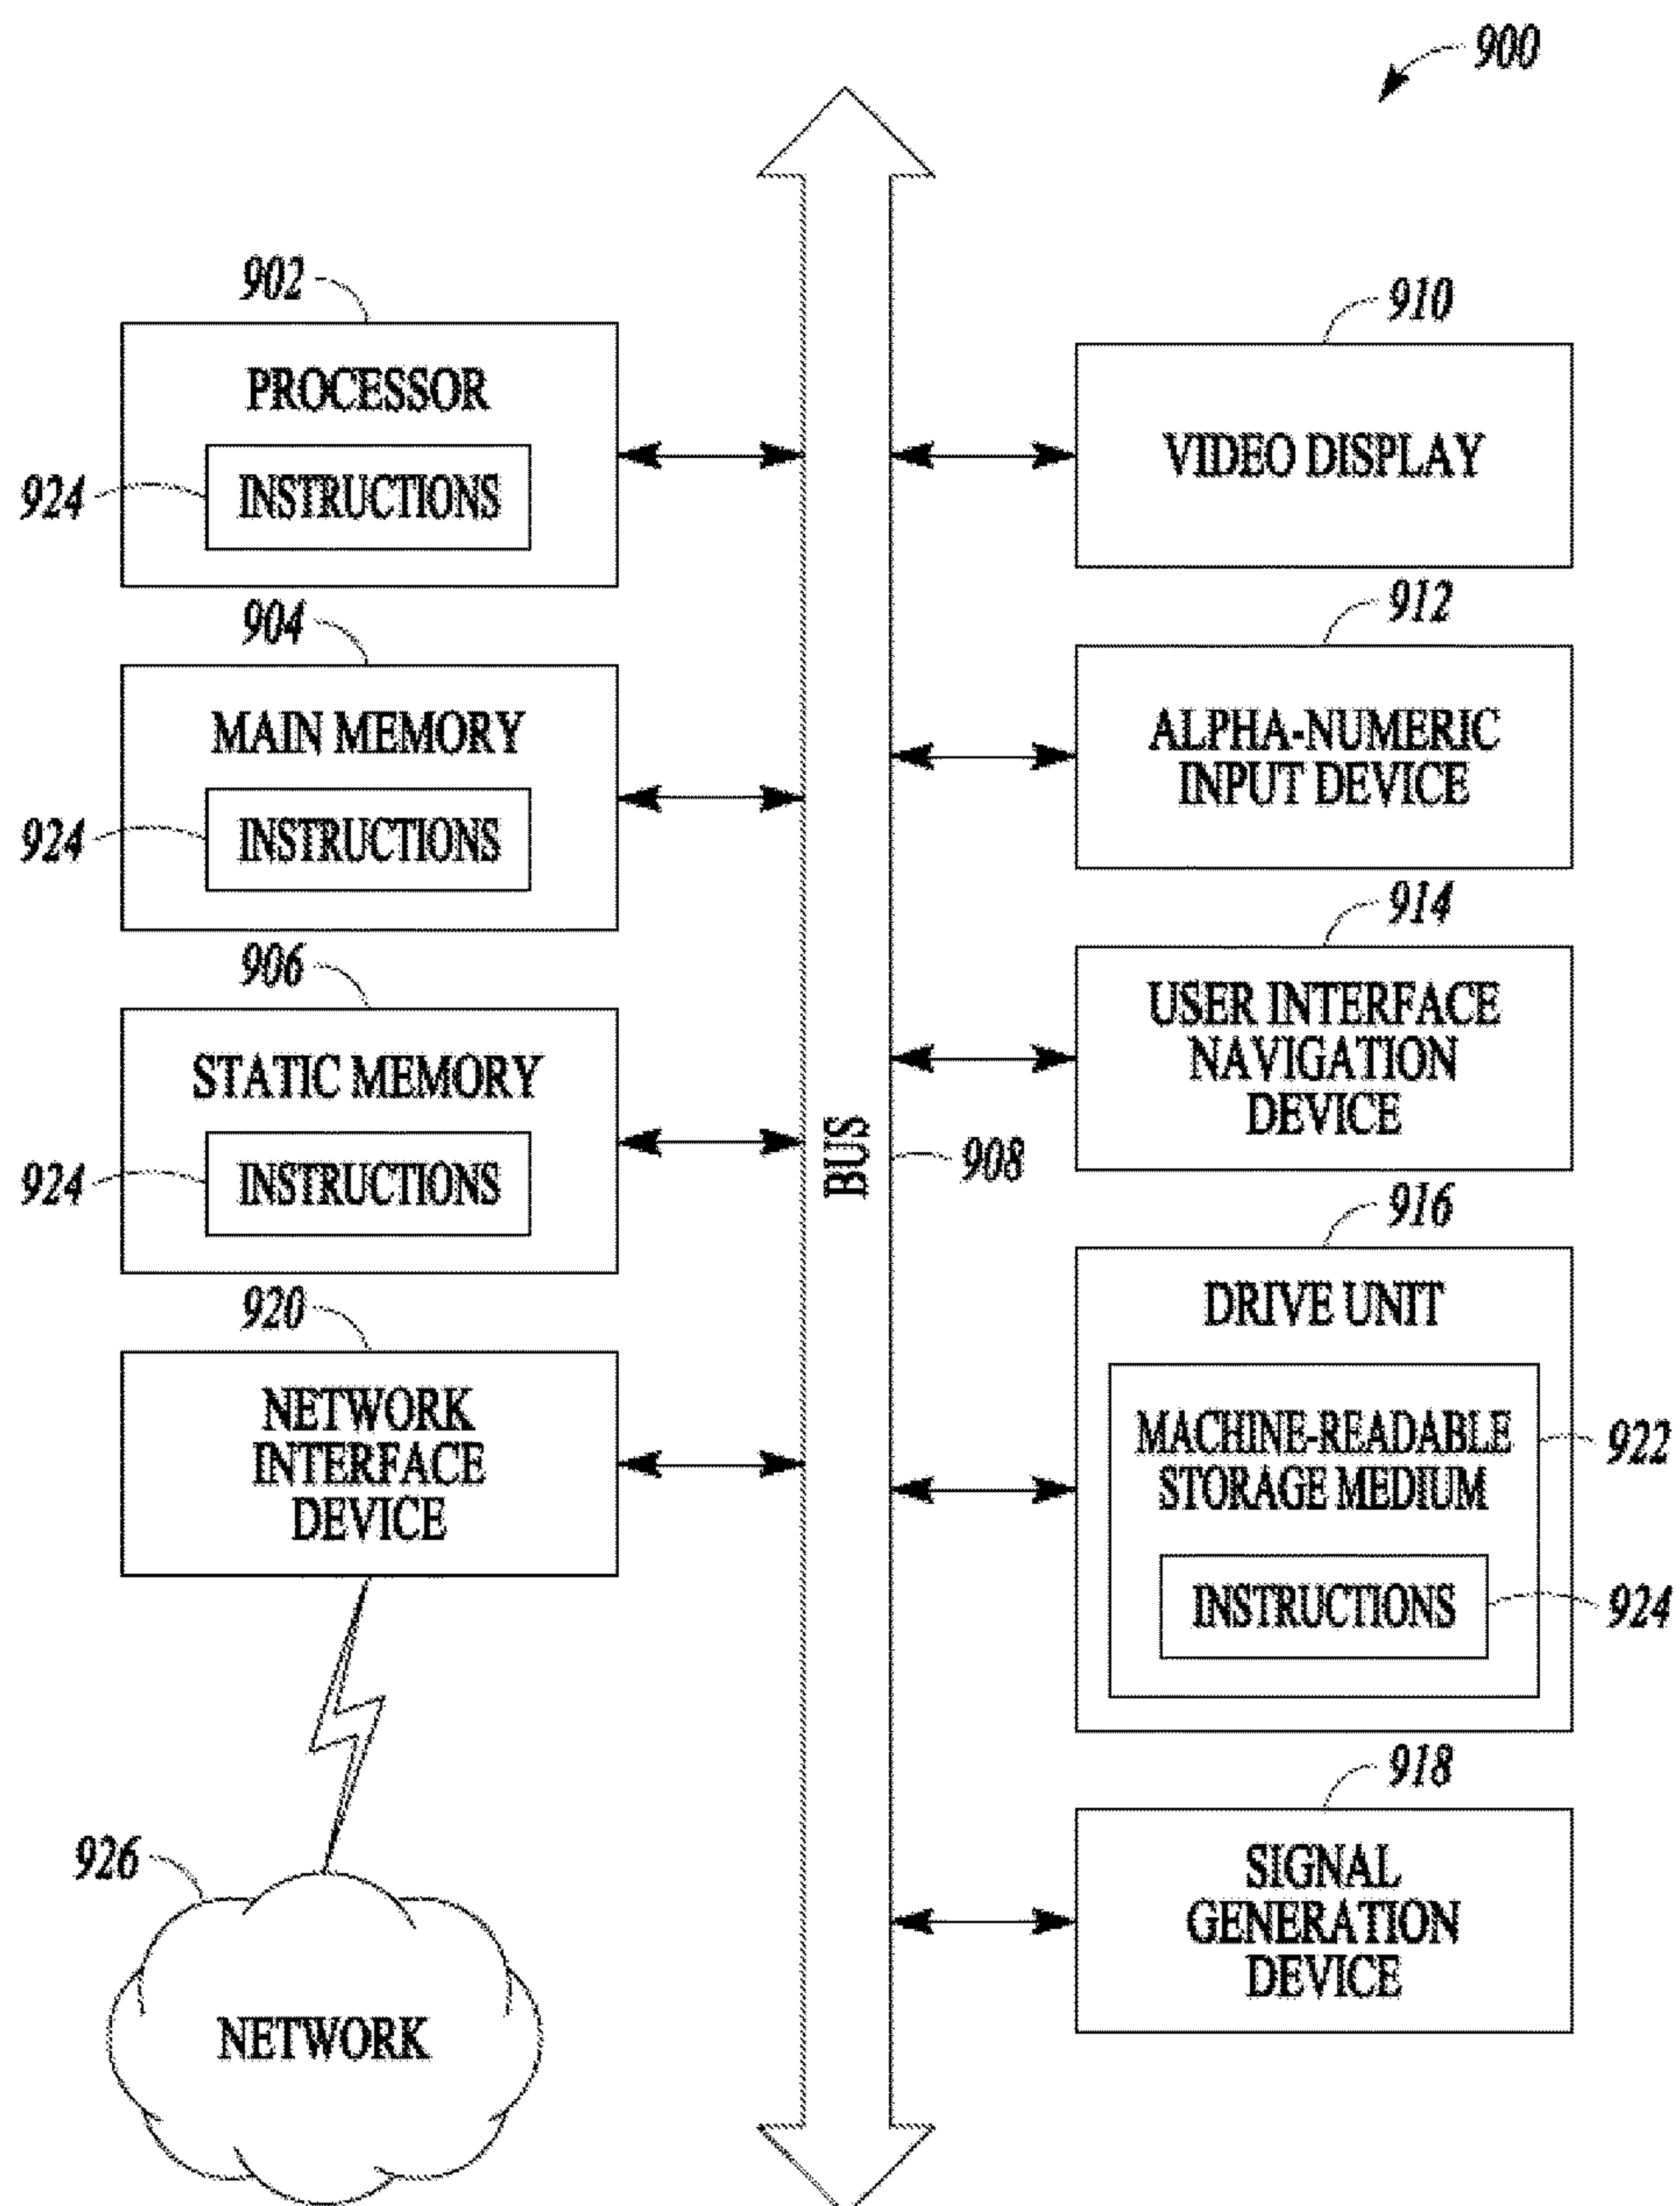 900
902
PROCESSOR
924
INSTRUCTIONS
904
MAIN MEMORY
924
INSTRUCTIONS
906
STATIC MEMORY
924
INSTRUCTIONS
920
NETWORK
INTERFACE
DEVICE
926
NETWORK
BUS
908
910
VIDEO DISPLAY
912
ALPHA-NUMERIC
INPUT DEVICE
914
USER INTERFACE
NAVIGATION
DEVICE
916
DRIVE UNIT
MACHINE-READABLE
STORAGE MEDIUM
922
INSTRUCTIONS
924
918
SIGNAL
GENERATION
DEVICE